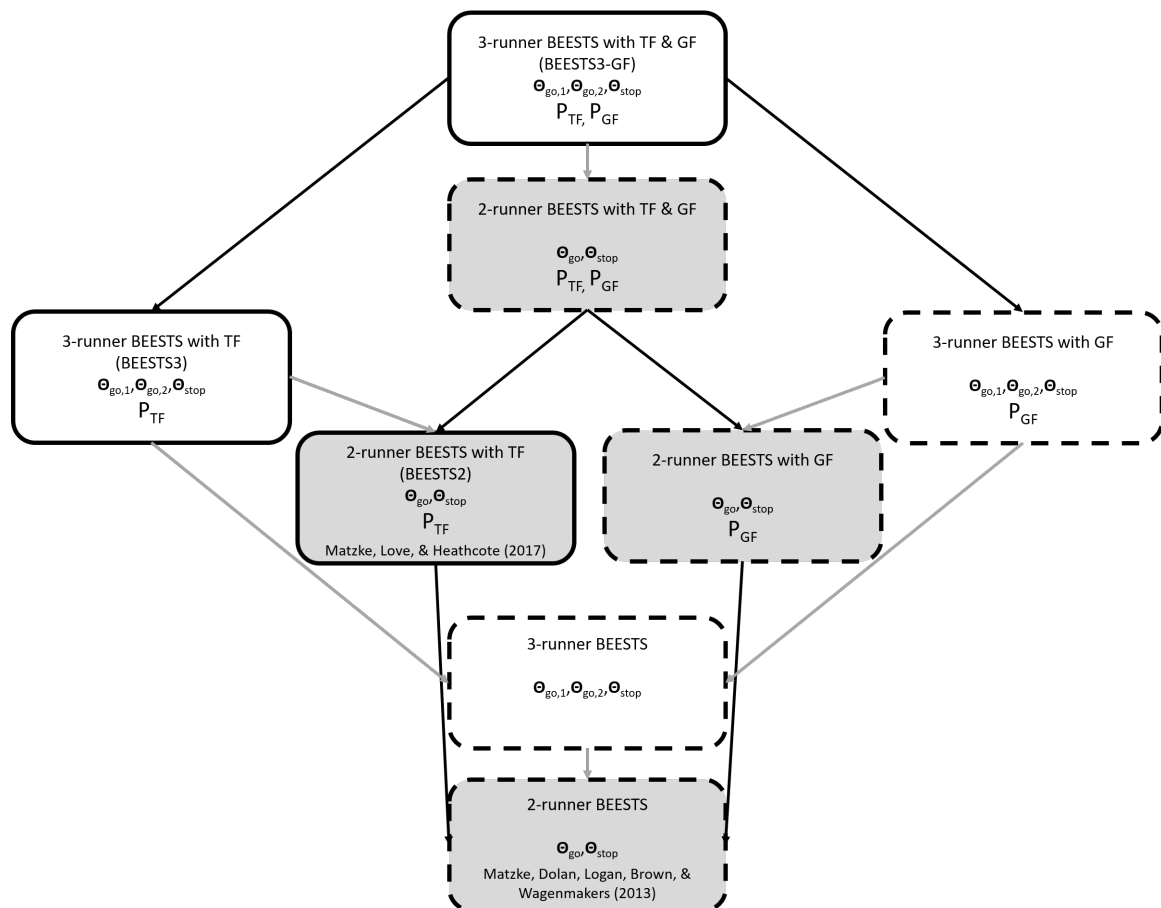 3-runner BEESTS with TF & GF
(BEESTS3-GF)
Θgo,1,Θgo,2,Θstop
PTF, PGF
2-runner BEESTS with TF & GF
Θgo,Θstop
PTF, PGF
3-runner BEESTS with TF
(BEESTS3)
Θgo,1,Θgo,2,Θstop
PTF
3-runner BEESTS with GF
Θgo,1,Θgo,2,Θstop
PGF
2-runner BEESTS with TF
(BEESTS2)
Θgo,Θstop
PTF
Matzke, Love, & Heathcote (2017)
2-runner BEESTS with GF
Θgo,Θstop
PGF
3-runner BEESTS
Θgo,1,Θgo,2,Θstop
2-runner BEESTS
Θgo,Θstop
Matzke, Dolan, Logan, Brown, &
Wagenmakers (2013)